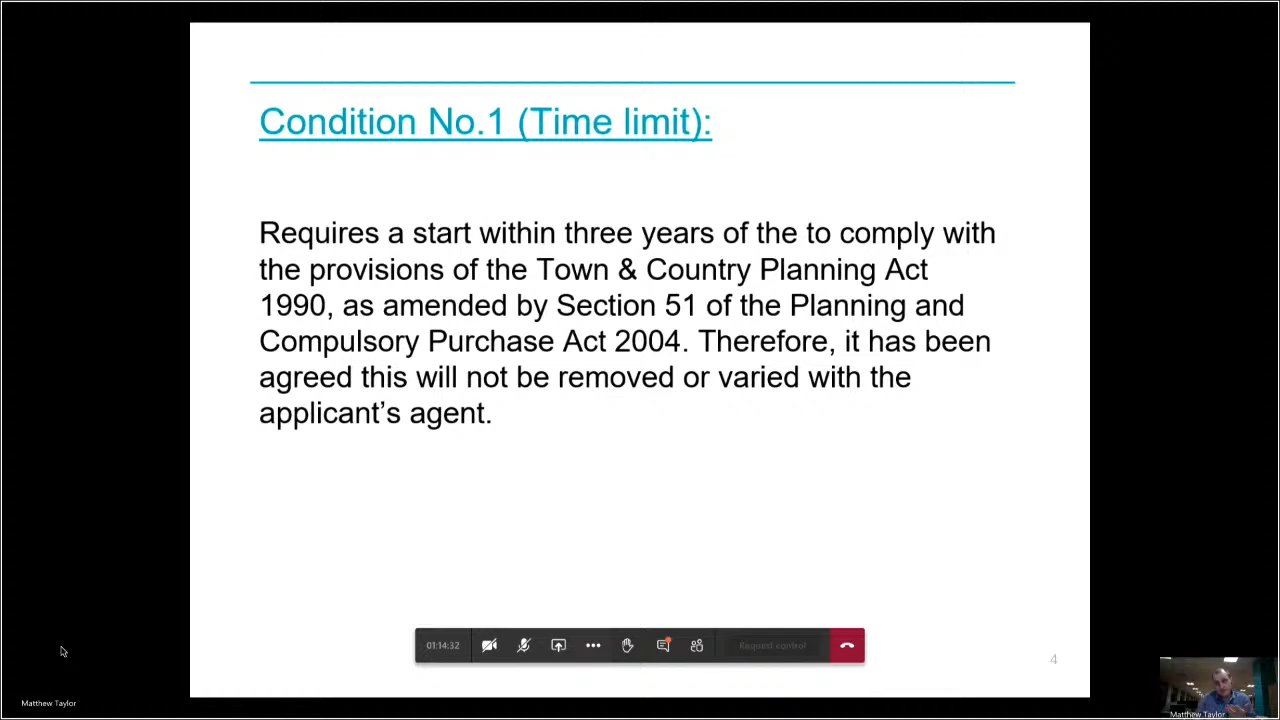 Condition No.1 (Time limit):
Requires a start within three years of the to comply with
the provisions of the Town & Country Planning Act
1990, as amended by Section 51 of the Planning and
Compulsory Purchase Act 2004. Therefore, it has been
agreed this will not be removed or varied with the
applicant’s agent.
01:14:32
Request control
4
Matthew Taylor
Matthew Taylor